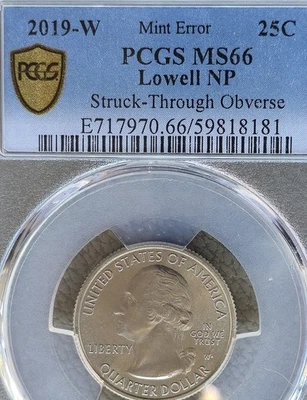 2019-W Mint Error 25C
PCGS MS66
Lowell NP
Struck-Through Obverse
E717970.66/59818181
PCGS
UNITED STATES OF AMERICA
LIBERTY
IN
GOD WE
TRUST
W
QUARTER DOLLAR